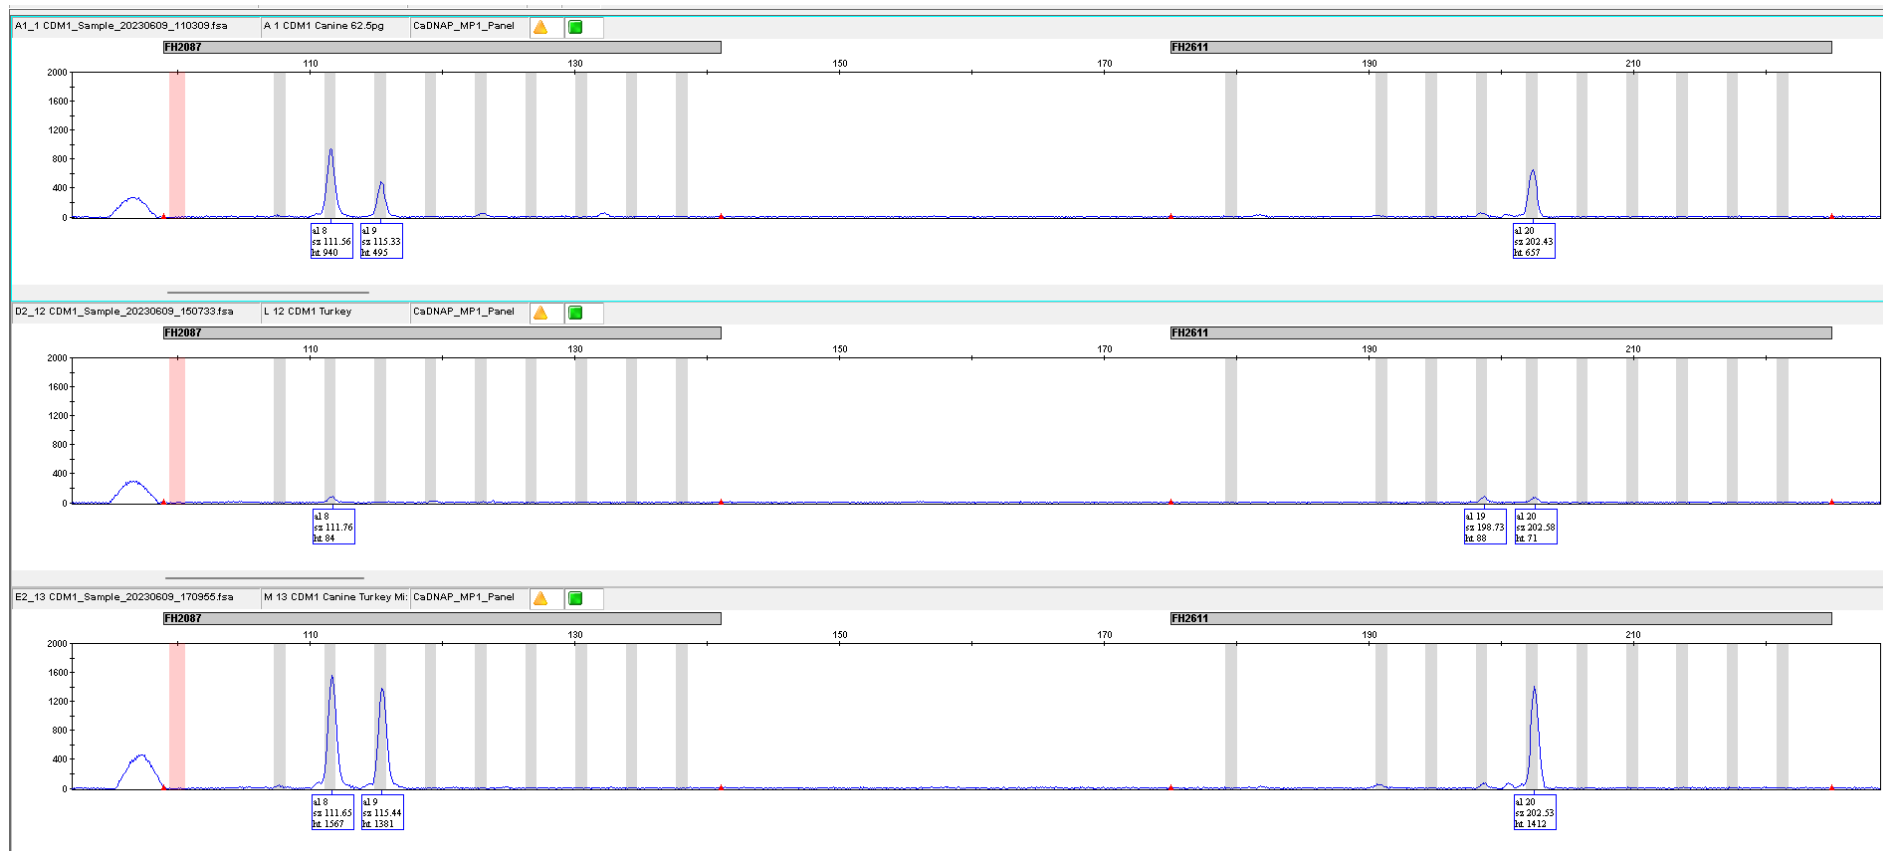 A1_1 CDM1_Sample_20230609_110309.fsa A 1 CDM1 Canine 62.5pg CaDNAP_MP1_Panel
FH2087 FH2611
110 130 150 170 190 210
2000
1600
1200
800
400
0
al 8 al 9 al 20
sz 111.56 sz 115.33 sz 202.43
ht 940 ht 495 ht 657
D2_12 CDM1_Sample_20230609_150733.fsa L 12 CDM1 Turkey CaDNAP_MP1_Panel
FH2087 FH2611
110 130 150 170 190 210
2000
1600
1200
800
400
0
al 8 al 19 al 20
sz 111.76 sz 198.73 sz 202.58
ht 84 ht 88 ht 71
E2_13 CDM1_Sample_20230609_170955.fsa M 13 CDM1 Canine Turkey Mi: CaDNAP_MP1_Panel
FH2087 FH2611
110 130 150 170 190 210
2000
1600
1200
800
400
0
al 8 al 9 al 20
sz 111.65 sz 115.44 sz 202.53
ht 1567 ht 1381 ht 1412